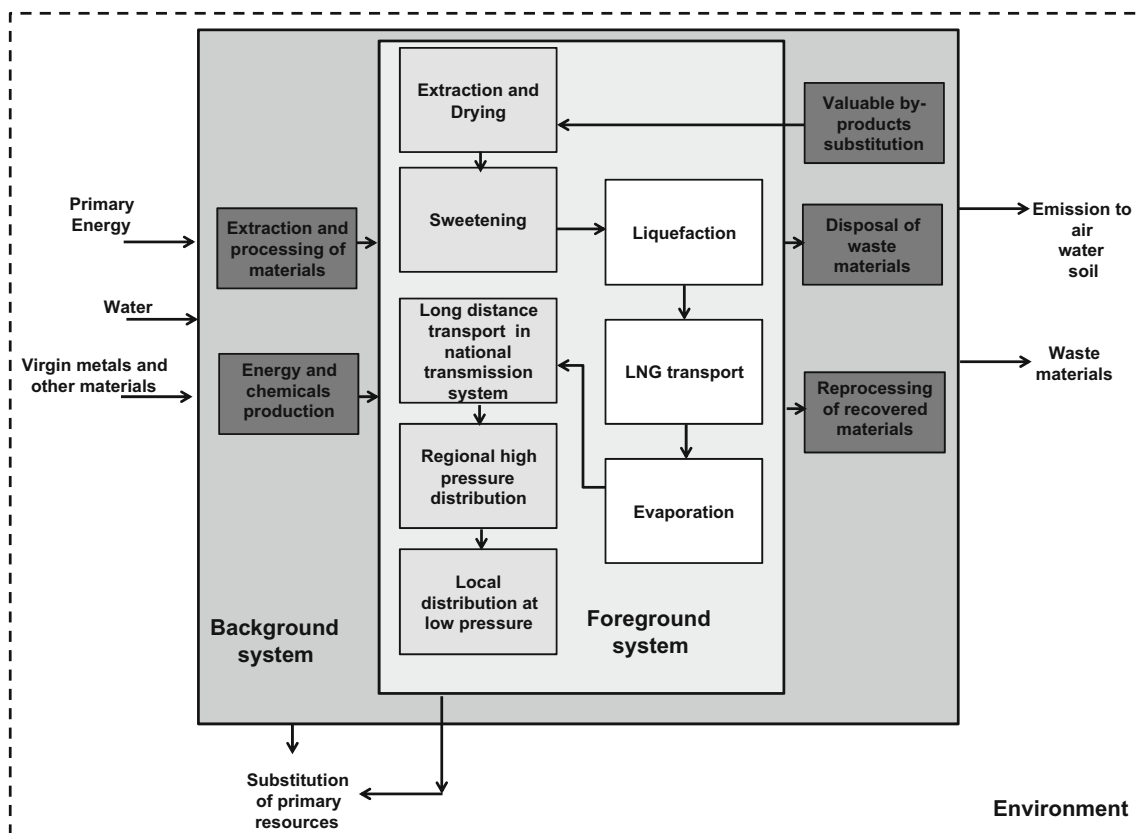 Extraction and
Drying
Valuable by-
products
substitution
Primary
Energy
Extraction and
processing of
materials
Sweetening
Liquefaction
Disposal of
waste
materials
Emission to
air
water
soil
Water
Virgin metals and
other materials
Energy and
chemicals
production
Long distance
transport in
national
transmission
system
LNG transport
Reprocessing
of recovered
materials
Waste
materials
Regional high
pressure
distribution
Evaporation
Local
distribution at
low pressure
Background
system
Foreground
system
Substitution
of primary
resources
Environment